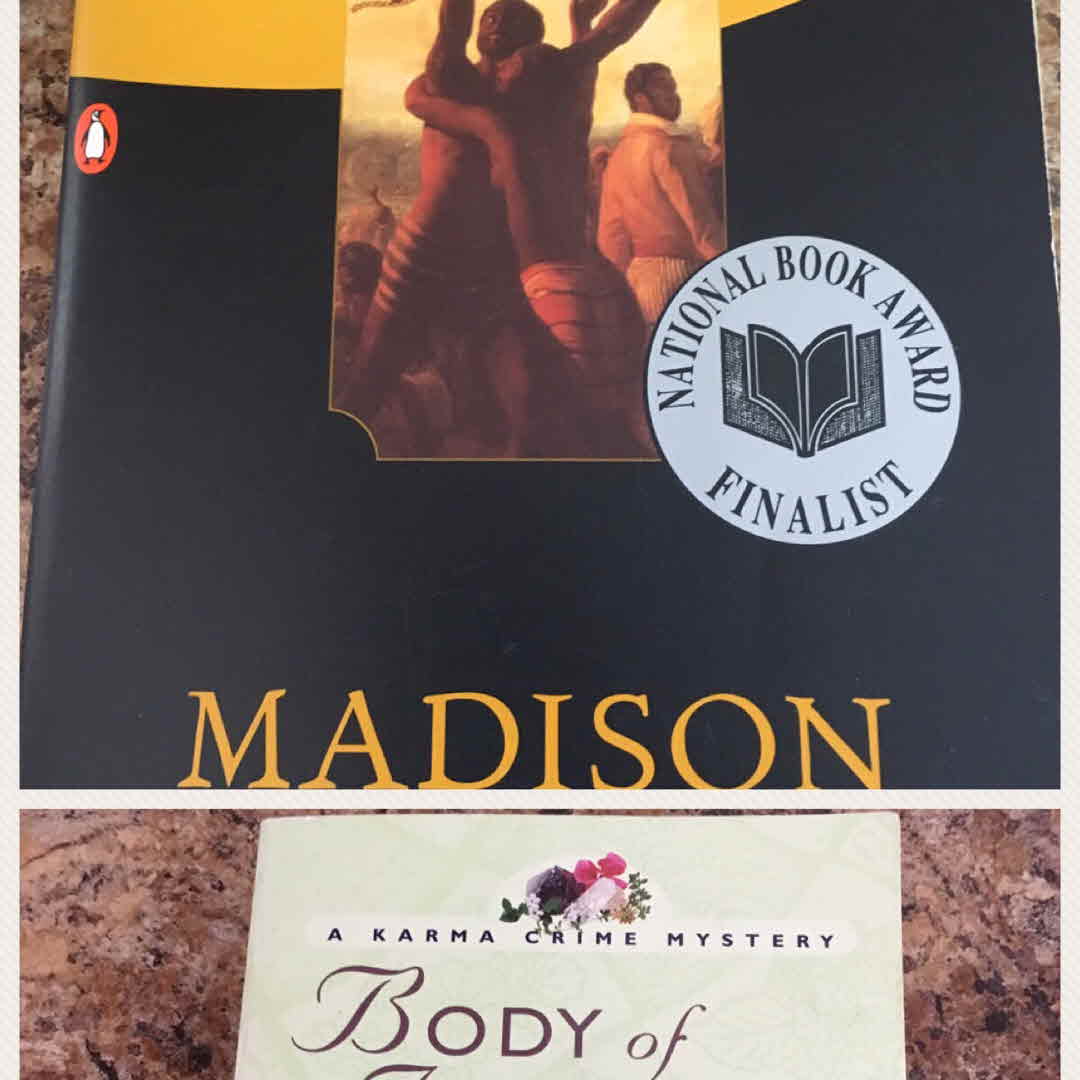 NATIONAL BOOK AWARD
FINALIST
MADISON
A KARMA CRIME MYSTERY
BODY of